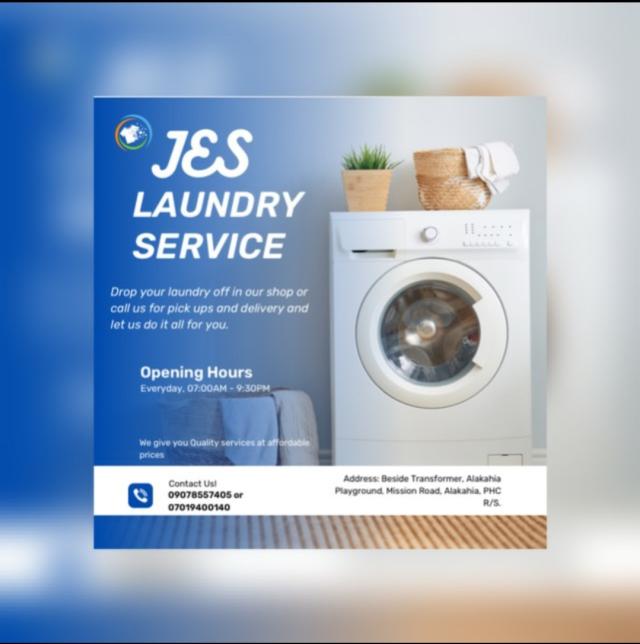 JES
LAUNDRY
SERVICE
Drop your laundry off in our shop or
call us for pick ups and delivery and
let us do it all for you.
Opening Hours
Everyday, 07:00AM - 9:30PM
We give you Quality services at affordable
prices
Contact Us!
09078557405 or
07019400140
Address: Beside Transformer, Alakahia
Playground, Mission Road, Alakahia, PHC
R/S.